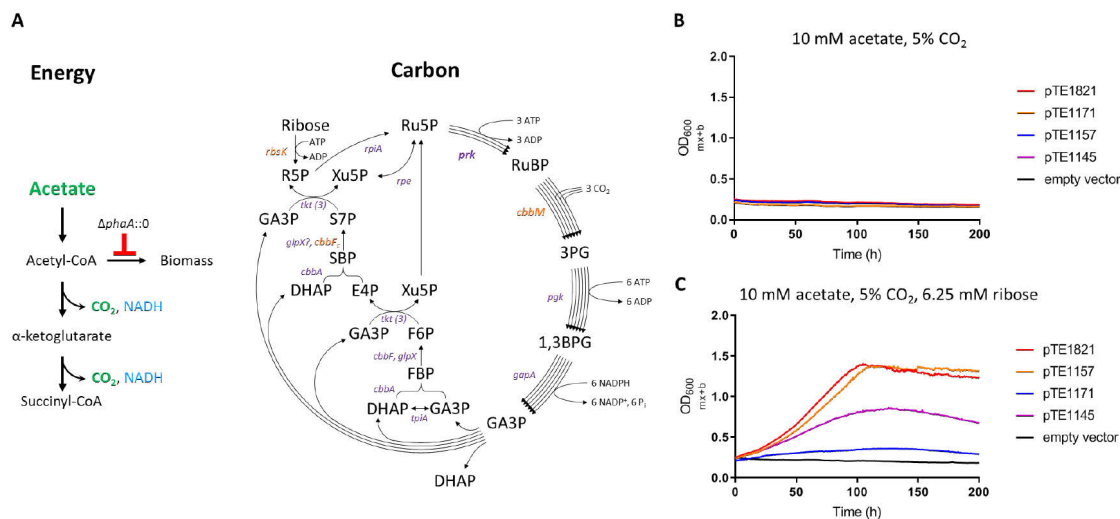 A
Energy
Acetate
ΔphaA::0
Acetyl-CoA
Biomass
CO2, NADH
α-ketoglutarate
CO2, NADH
Succinyl-CoA
Carbon
Ribose
ATP
ADP
rbsK
rpiA
Ru5P
3 ATP
3 ADP
prk
RuBP
R5P
Xu5P
rpe
3 CO2
cbbM
tkt (3)
GA3P
S7P
3PG
glpX?, cbbFc
SBP
cbbA
DHAP
E4P
Xu5P
6 ATP
6 ADP
pgk
tkt (3)
GA3P
F6P
1,3BPG
cbbF, glpX
FBP
gapA
cbbA
6 NADPH
6 NADP+, 6 Pi
DHAP
GA3P
tpiA
GA3P
DHAP
B
10 mM acetate, 5% CO2
OD600
mx+b
2.0
1.5
1.0
0.5
0.0
0
50
100
150
200
Time (h)
pTE1821
pTE1171
pTE1157
pTE1145
empty vector
C
10 mM acetate, 5% CO2, 6.25 mM ribose
OD600
mx+b
2.0
1.5
1.0
0.5
0.0
0
50
100
150
200
Time (h)
pTE1821
pTE1157
pTE1171
pTE1145
empty vector